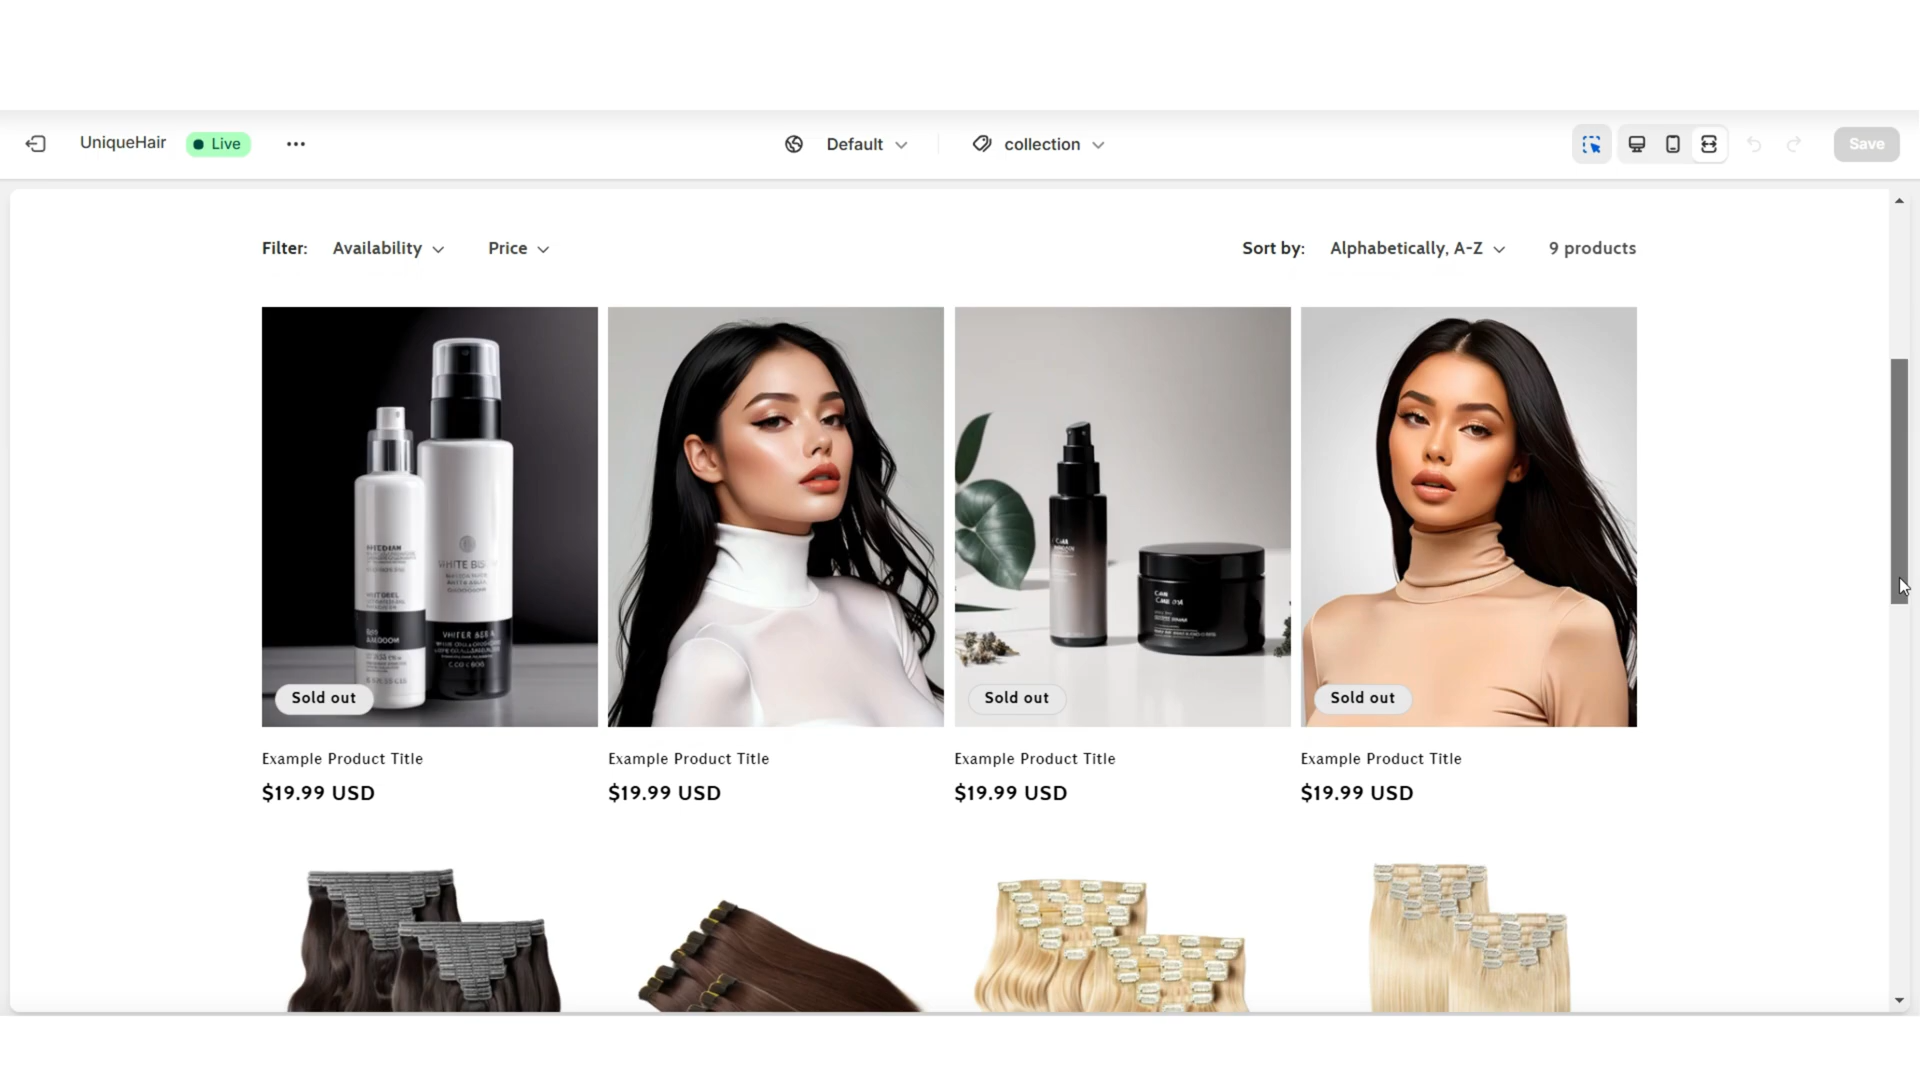 UniqueHair
Live
Default
collection
Save
Filter:
Availability
Price
Sort by:
Alphabetically, A-Z
9 products
Sold out
Sold out
Sold out
Example Product Title
Example Product Title
Example Product Title
Example Product Title
$19.99 USD
$19.99 USD
$19.99 USD
$19.99 USD